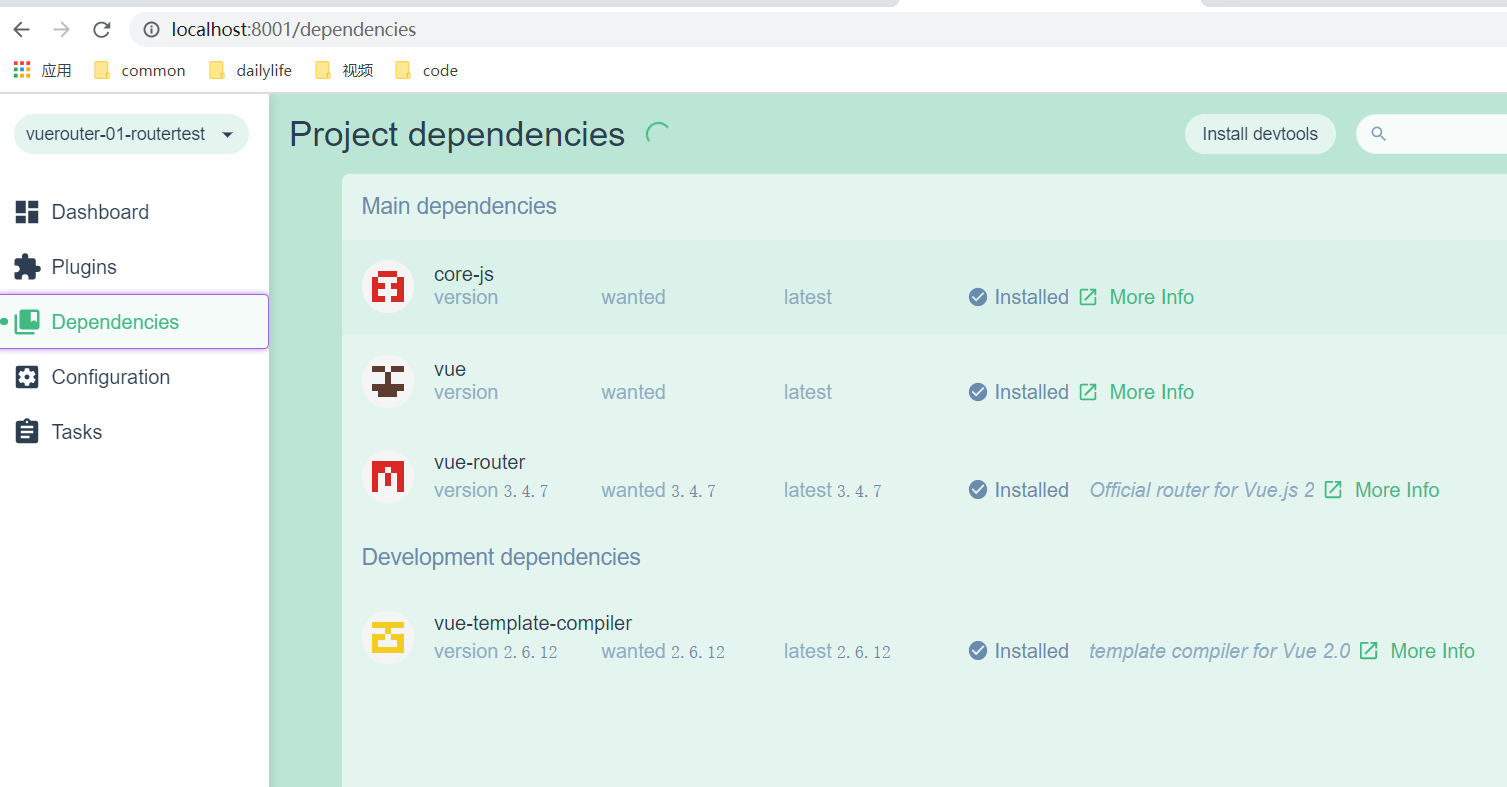 localhost:8001/dependencies
应用 common dailylife 视频 code
vuerouter-01-routertest
Project dependencies
Install devtools
Dashboard
Plugins
Dependencies
Configuration
Tasks
Main dependencies
core-js
version wanted latest Installed More Info
vue
version wanted latest Installed More Info
vue-router
version 3.4.7 wanted 3.4.7 latest 3.4.7 Installed Official router for Vue.js 2 More Info
Development dependencies
vue-template-compiler
version 2.6.12 wanted 2.6.12 latest 2.6.12 Installed template compiler for Vue 2.0 More Info